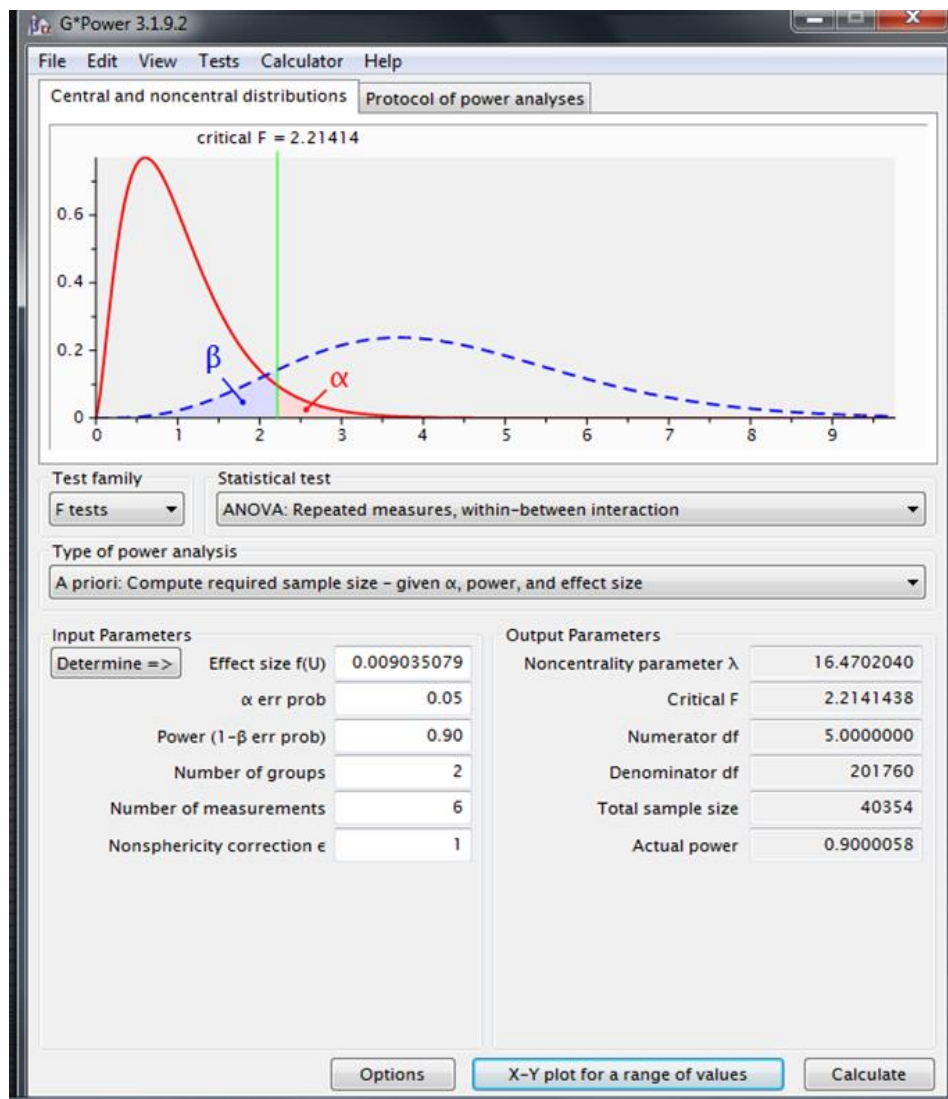 G*Power 3.1.9.2
File Edit View Tests Calculator Help
Central and noncentral distributions Protocol of power analyses
critical F = 2.21414
0.6
0.4
0.2
0
β
α
0 1 2 3 4 5 6 7 8 9
Test family Statistical test
F tests ANOVA: Repeated measures, within-between interaction
Type of power analysis
A priori: Compute required sample size - given α, power, and effect size
Input Parameters Output Parameters
Determine => Effect size f(U) 0.009035079 Noncentrality parameter λ 16.4702040
α err prob 0.05 Critical F 2.2141438
Power (1-β err prob) 0.90 Numerator df 5.0000000
Number of groups 2 Denominator df 201760
Number of measurements 6 Total sample size 40354
Nonsphericity correction ϵ 1 Actual power 0.9000058
Options X-Y plot for a range of values Calculate